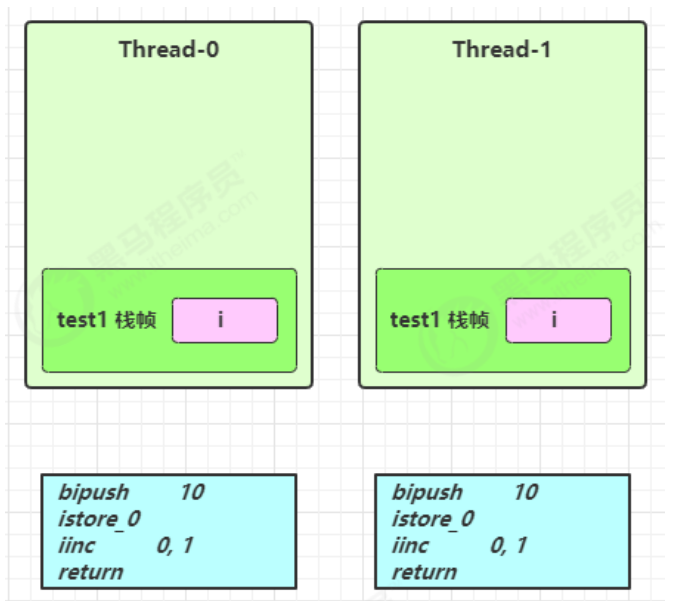 Thread-0
Thread-1
test1 栈帧
i
test1 栈帧
i
bipush 10
istore_0
iinc 0, 1
return
bipush 10
istore_0
iinc 0, 1
return
黑马程序员™
www.itheima.com
黑马程序员
www.itheima.com